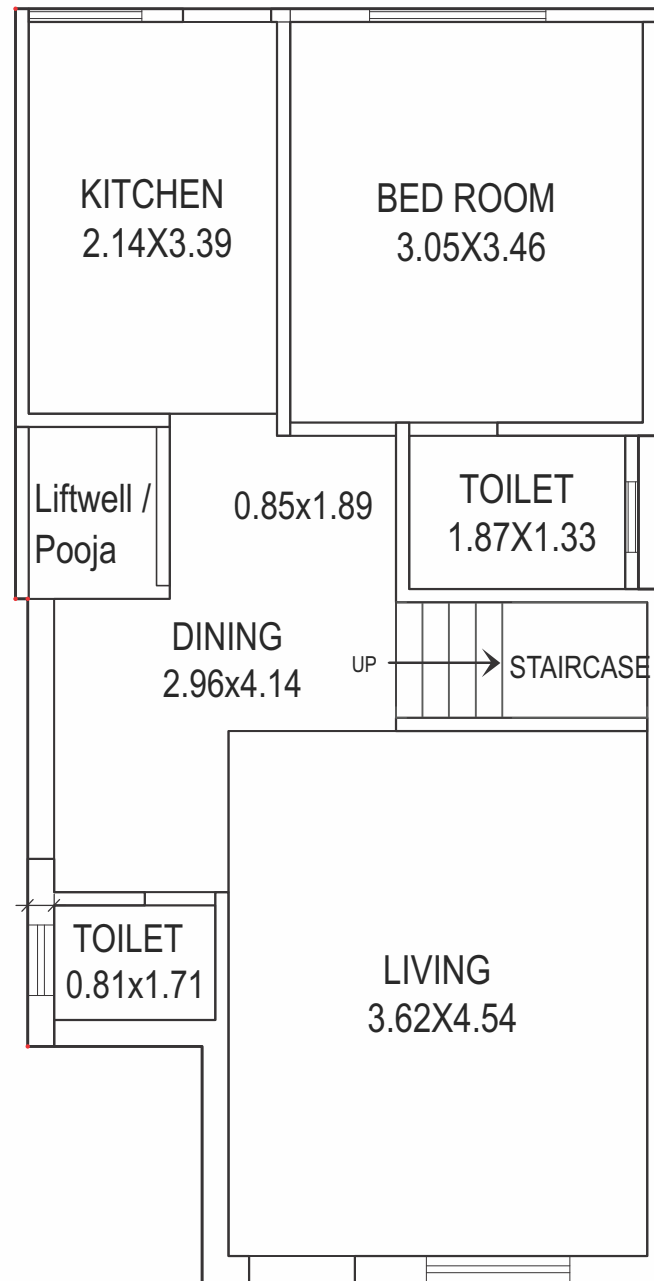 KITCHEN
2.14X3.39
BED ROOM
3.05X3.46
Liftwell /
Pooja
0.85x1.89
TOILET
1.87X1.33
DINING
2.96x4.14
UP
STAIRCASE
TOILET
0.81x1.71
LIVING
3.62X4.54